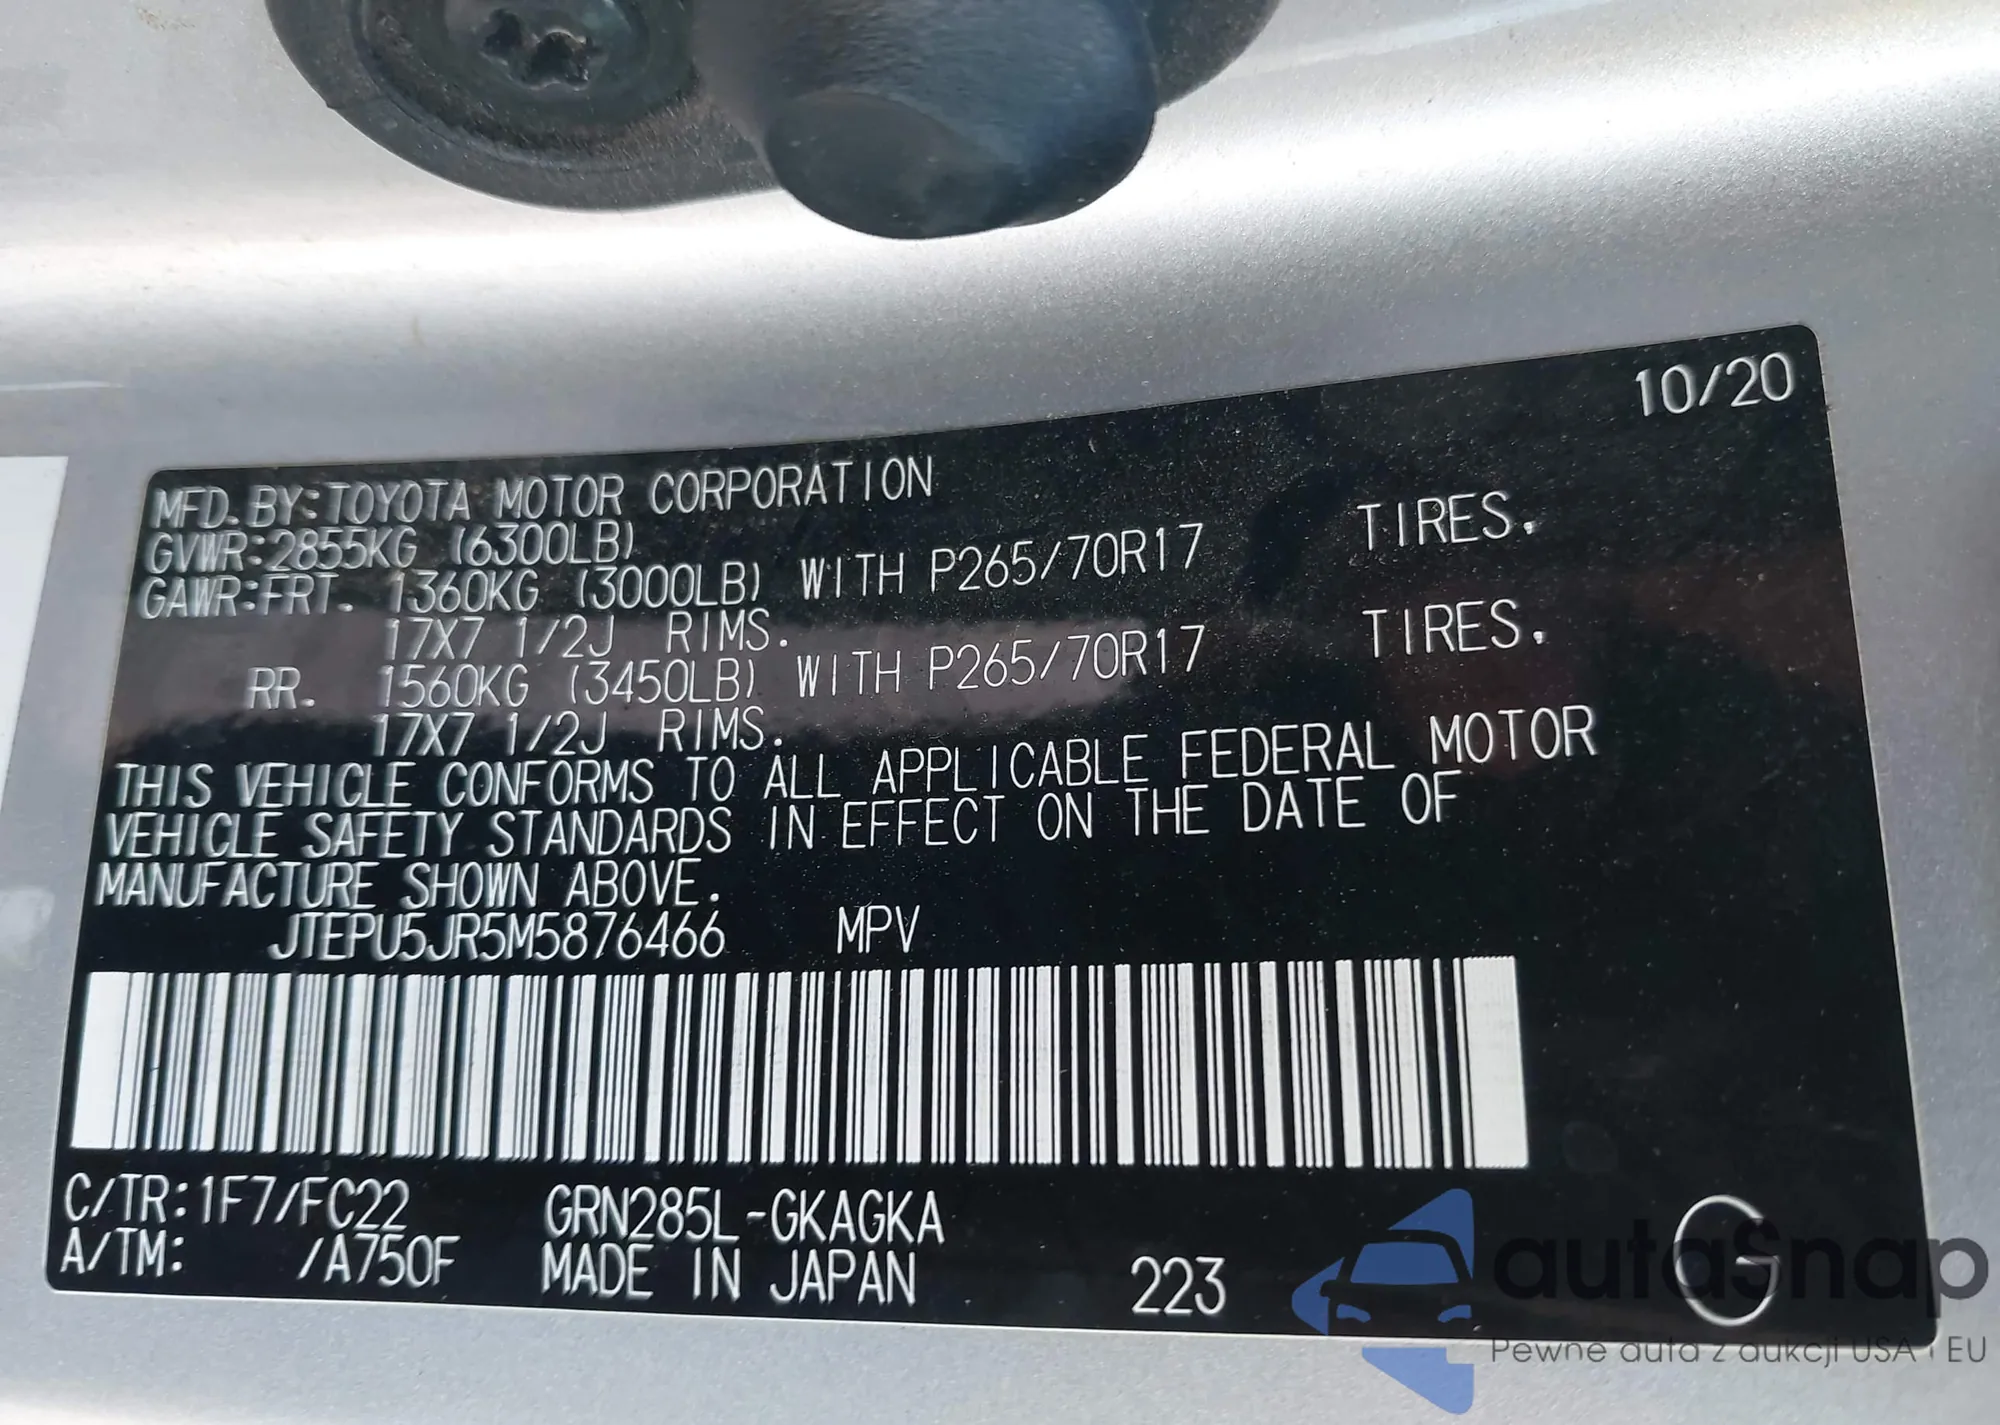 10/20
MFD. BY:TOYOTA MOTOR CORPORATION
GVWR:2855KG (6300LB)
GAWR:FRT. 1360KG (3000LB) WITH P265/70R17 TIRES.
17X7 1/2J RIMS.
RR. 1560KG (3450LB) WITH P265/70R17 TIRES.
17X7 1/2J RIMS.
THIS VEHICLE CONFORMS TO ALL APPLICABLE FEDERAL MOTOR
VEHICLE SAFETY STANDARDS IN EFFECT ON THE DATE OF
MANUFACTURE SHOWN ABOVE.
JTEPU5JR5M5876466 MPV
C/TR:1F7/FC22 GRN285L-GKAGKA
A/TM: /A750F MADE IN JAPAN 223 G
autasnap
Pewne auta z aukcji USA i EU